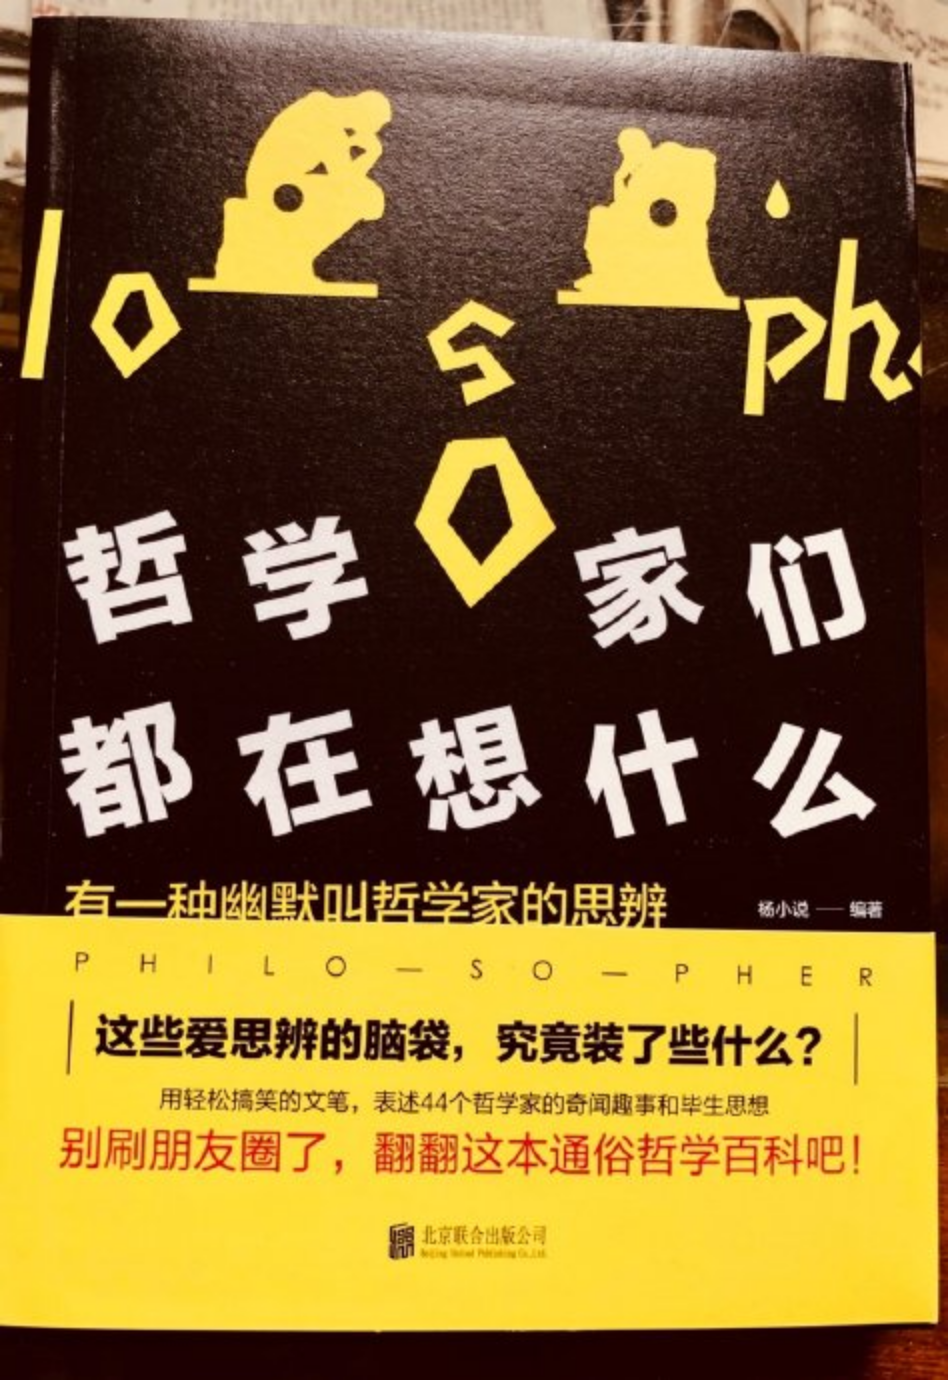 lo
s
ph
o
哲学家们
都在想什么
有一种幽默叫哲学家的思辨
杨小说 —— 编著
PHILO—SO—PHER
这些爱思辨的脑袋，究竟装了些什么？
用轻松搞笑的文笔，表述44个哲学家的奇闻趣事和毕生思想
别刷朋友圈了，翻翻这本通俗哲学百科吧！
北京联合出版公司
Beijing United Publishing Co.,Ltd.